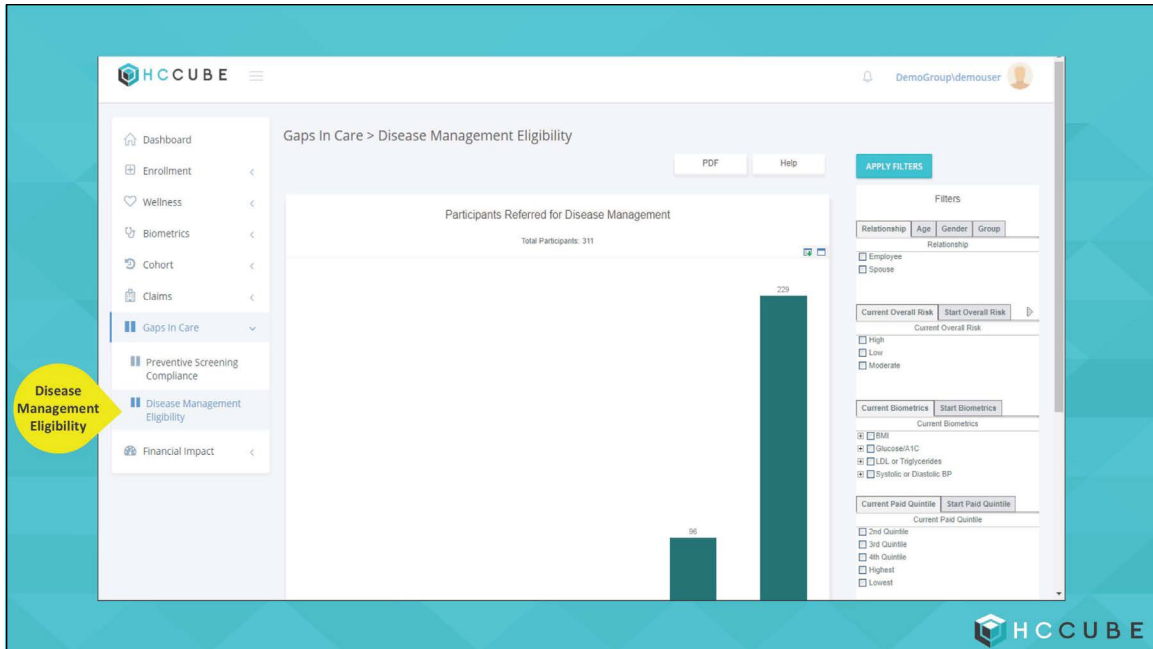 HCCUBE
DemoGroup\demouser
Dashboard
Enrollment
Wellness
Biometrics
Cohort
Claims
Gaps In Care
Preventive Screening
Compliance
Disease Management
Eligibility
Financial Impact
Disease
Management
Eligibility
Gaps In Care > Disease Management Eligibility
PDF
Help
Participants Referred for Disease Management
Total Participants: 311
229
98
APPLY FILTERS
Filters
Relationship Age Gender Group
Relationship
Employee
Spouse
Current Overall Risk Start Overall Risk
Current Overall Risk
High
Low
Moderate
Current Biometrics Start Biometrics
Current Biometrics
BMI
Glucose/A1C
LDL or Triglycerides
Systolic or Diastolic BP
Current Paid Quintile Start Paid Quintile
Current Paid Quintile
2nd Quintile
3rd Quintile
4th Quintile
Highest
Lowest
HCCUBE